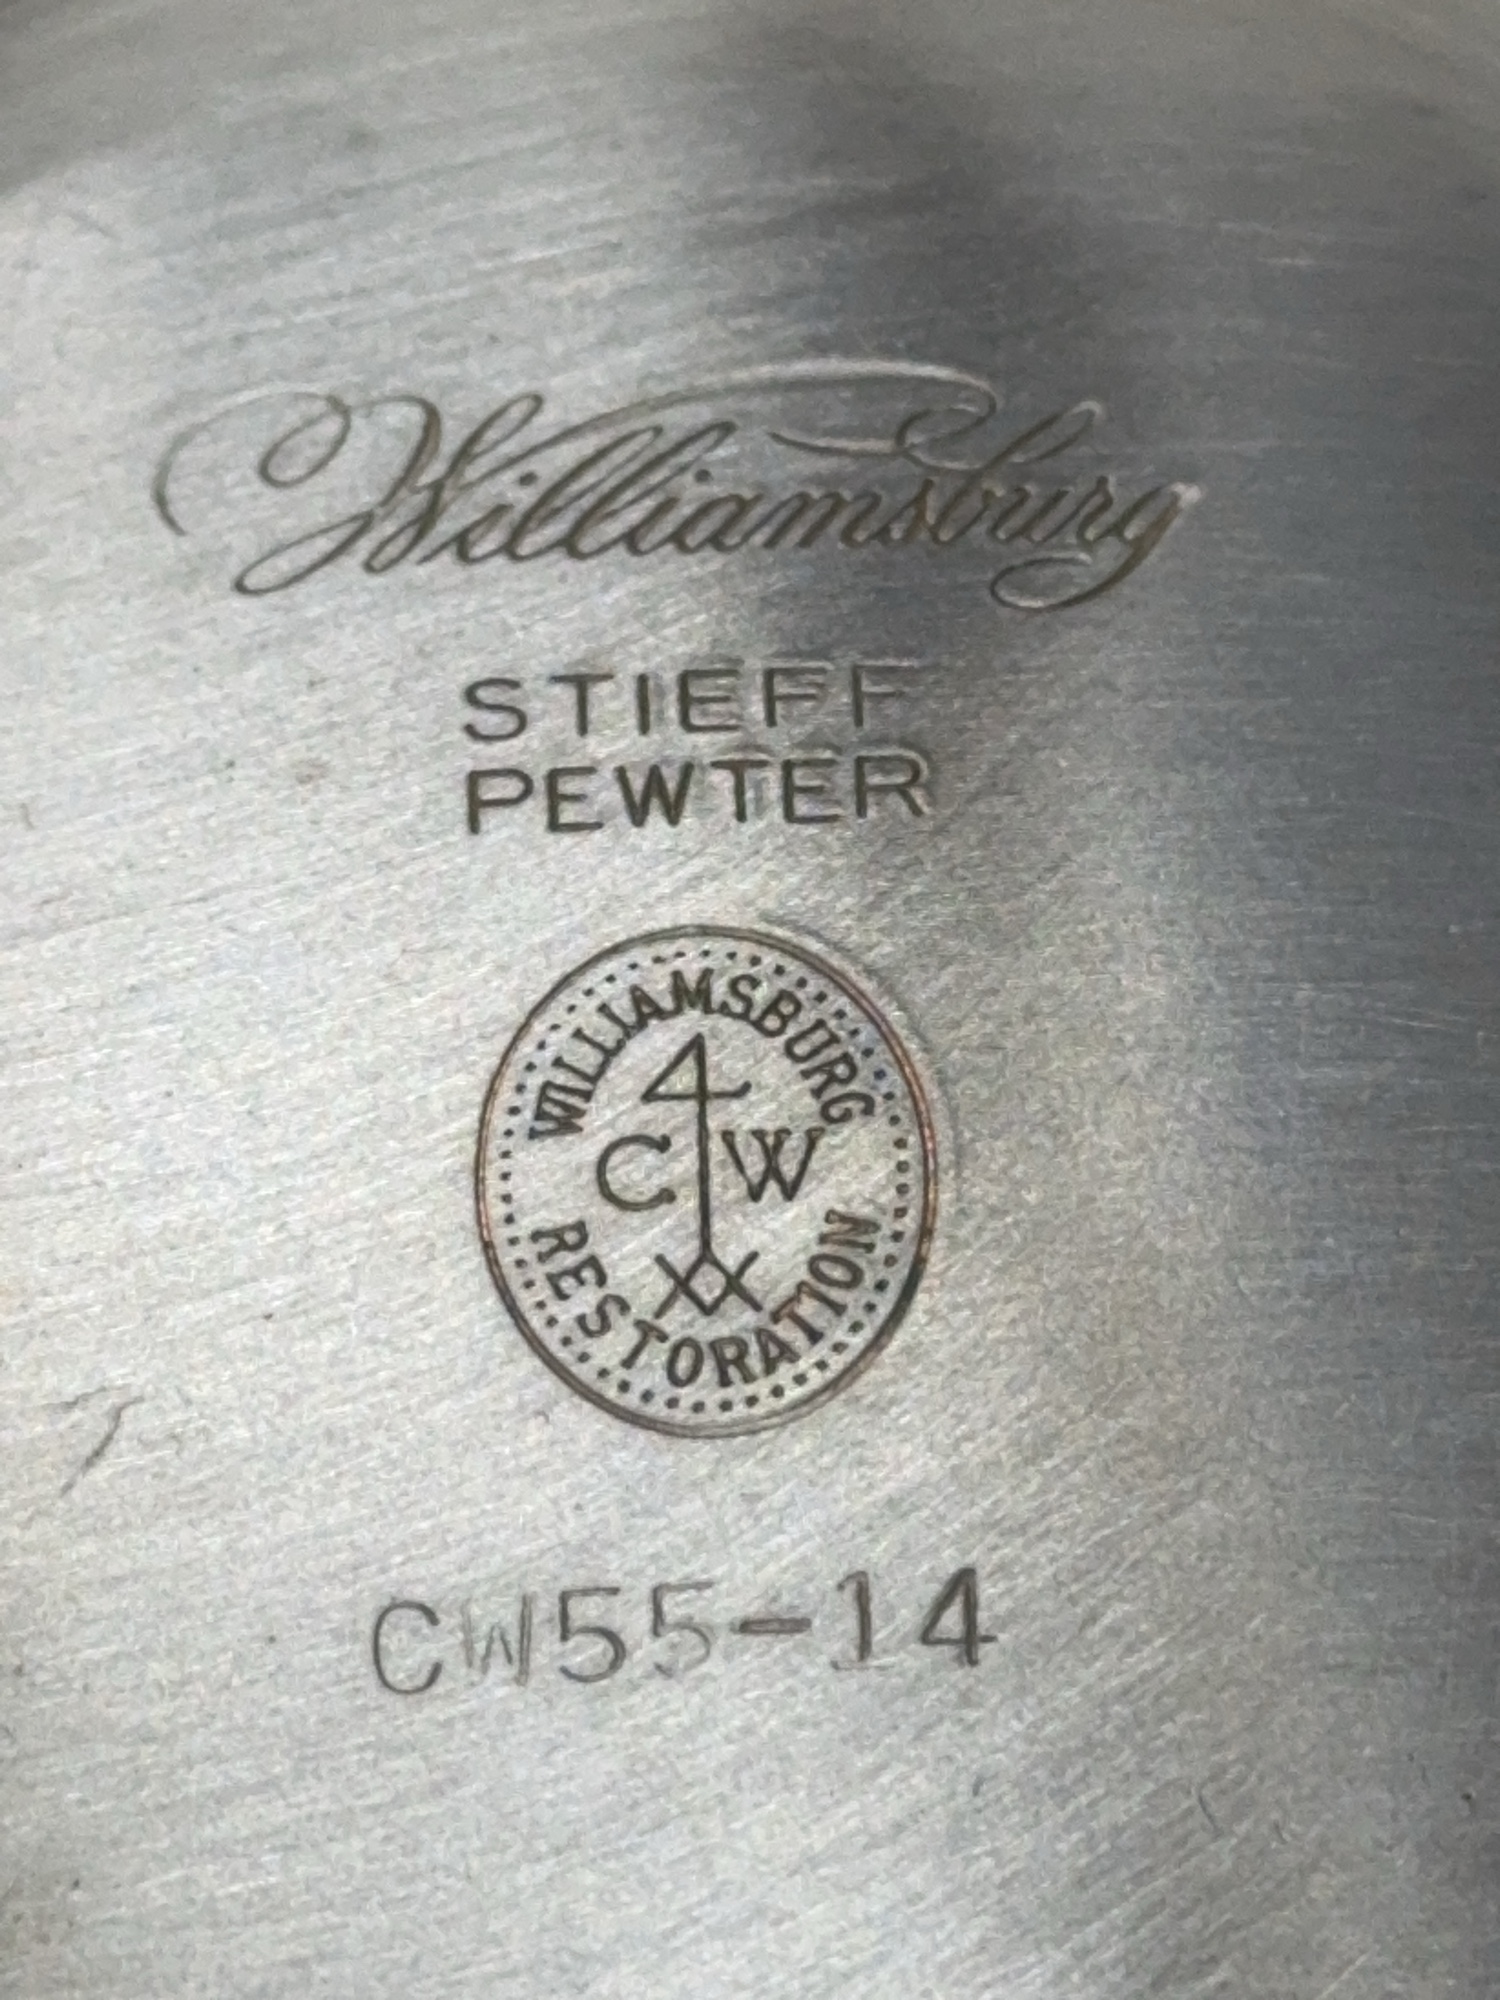 Williamsburg
STIEFF
PEWTER
WILLIAMSBURG
C W
RESTORATION
CW55-14